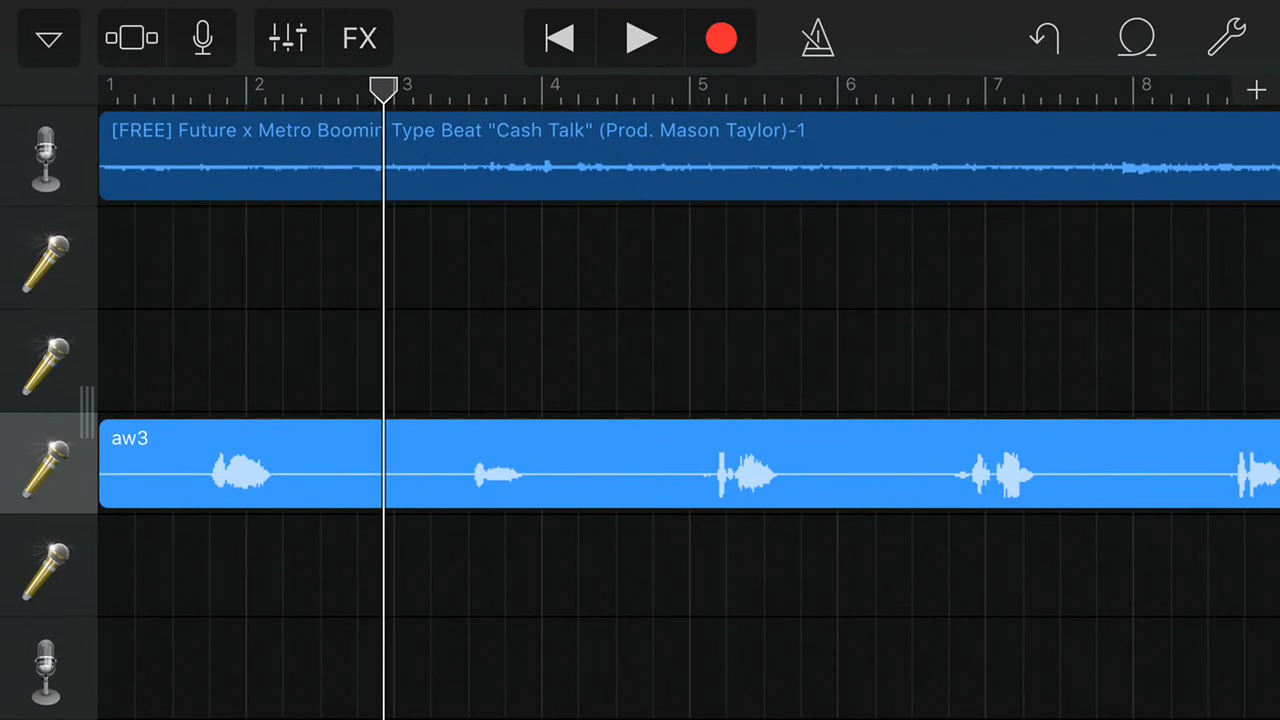 FX
1 2 3 4 5 6 7 8
[FREE] Future x Metro Boomin Type Beat "Cash Talk" (Prod. Mason Taylor)-1
aw3